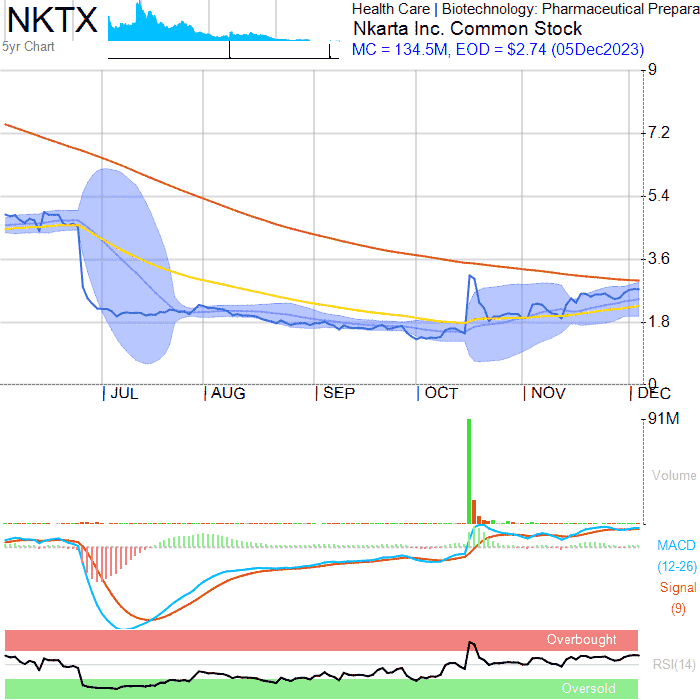 NKTX
5yr Chart
Health Care | Biotechnology: Pharmaceutical Prepara
Nkarta Inc. Common Stock
MC = 134.5M, EOD = $2.74 (05Dec2023)
9
7.2
5.4
3.6
1.8
0
JUL
AUG
SEP
OCT
NOV
DEC
91M
Volume
MACD
(12-26)
Signal
(9)
Overbought
RSI(14)
Oversold